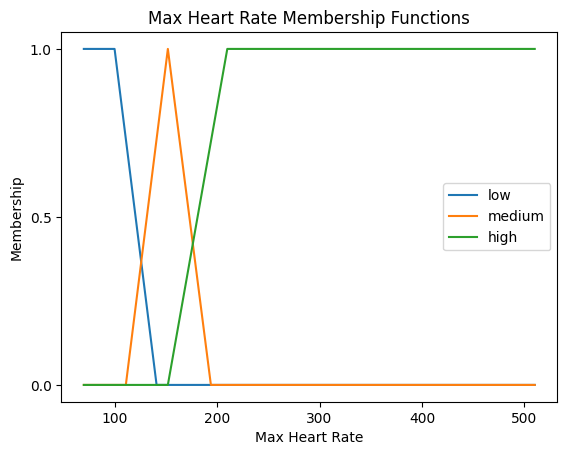 Max Heart Rate Membership Functions
1.0
0.5
0.0
Membership
low
medium
high
100 200 300 400 500
Max Heart Rate